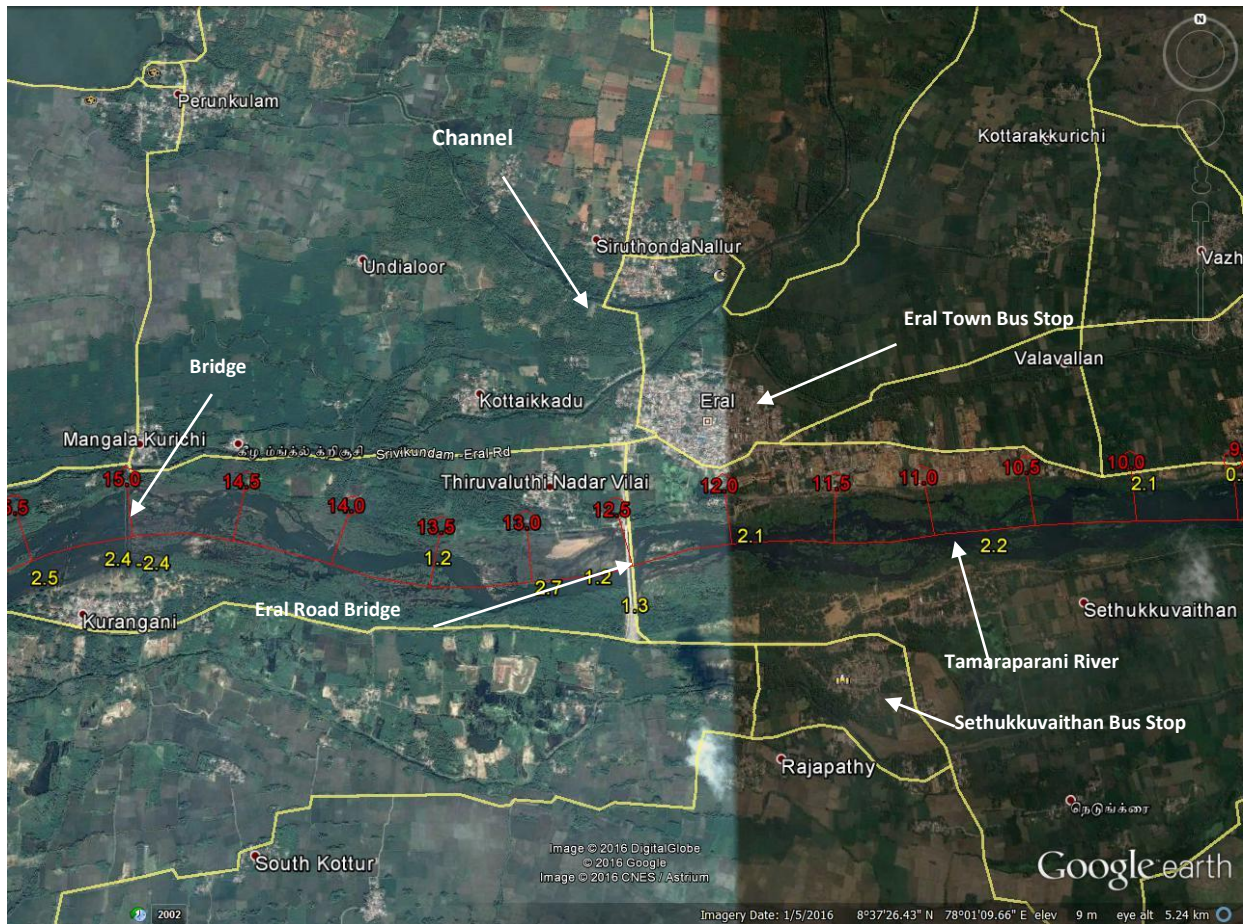 N
Perunkulam
Channel
Kottarakkurichi
SiruthondaNallur
Vazh
Undialoor
Eral Town Bus Stop
Bridge
Valavallan
Kottaikkadu
Eral
Mangala Kurichi
Srivikundam-Eral Rd
Thiruvaluthi Nadar Vilai
15.0
14.5
14.0
13.5
13.0
12.5
12.0
11.5
11.0
10.5
10.0
2.1
2.5
2.4
-2.4
1.2
2.7
1.2
1.3
2.1
2.2
Kurangani
Eral Road Bridge
Sethukkuvaithan
Tamaraparani River
Sethukkuvaithan Bus Stop
Rajapathy
South Kottur
Image © 2016 DigitalGlobe
© 2016 Google
Image © 2016 CNES / Astrium
Google earth
2002
Imagery Date: 1/5/2016 8°37'26.43" N 78°01'09.66" E elev 9 m eye alt 5.24 km